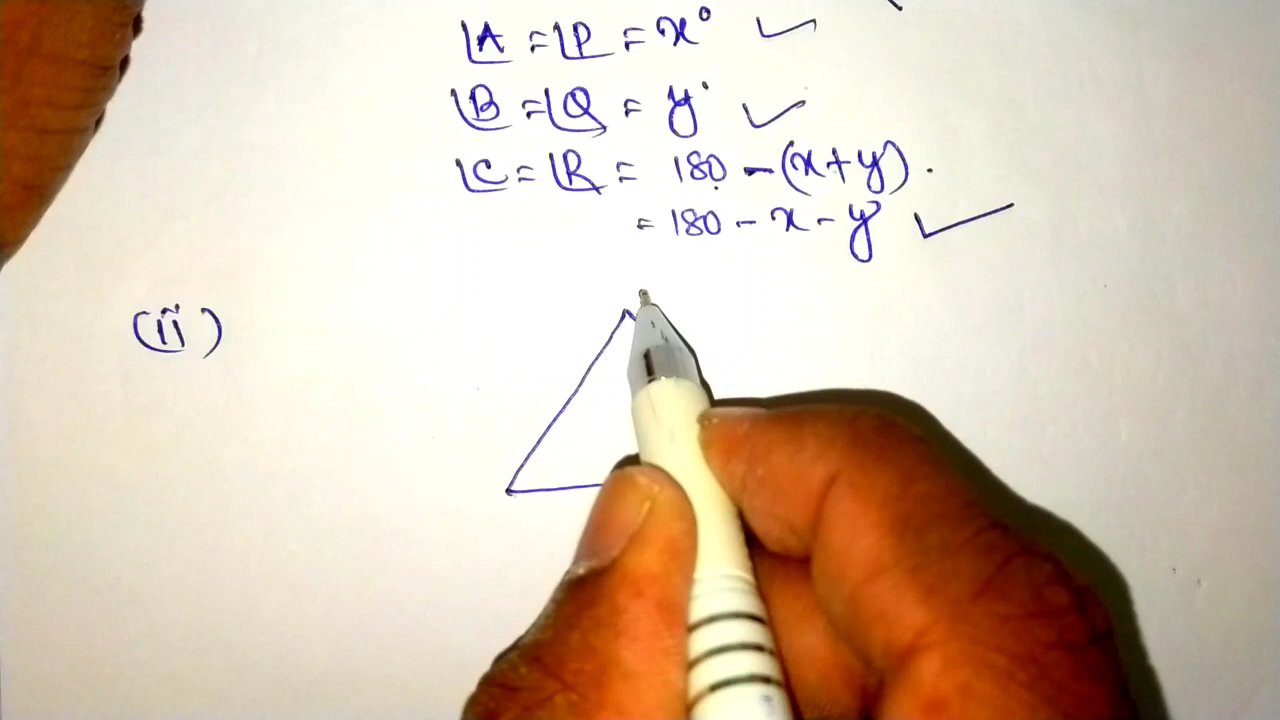 ∠A = ∠P = x° ✓
∠B = ∠Q = y° ✓
∠C = ∠R = 180 - (x + y).
= 180 - x - y ✓
(ii)